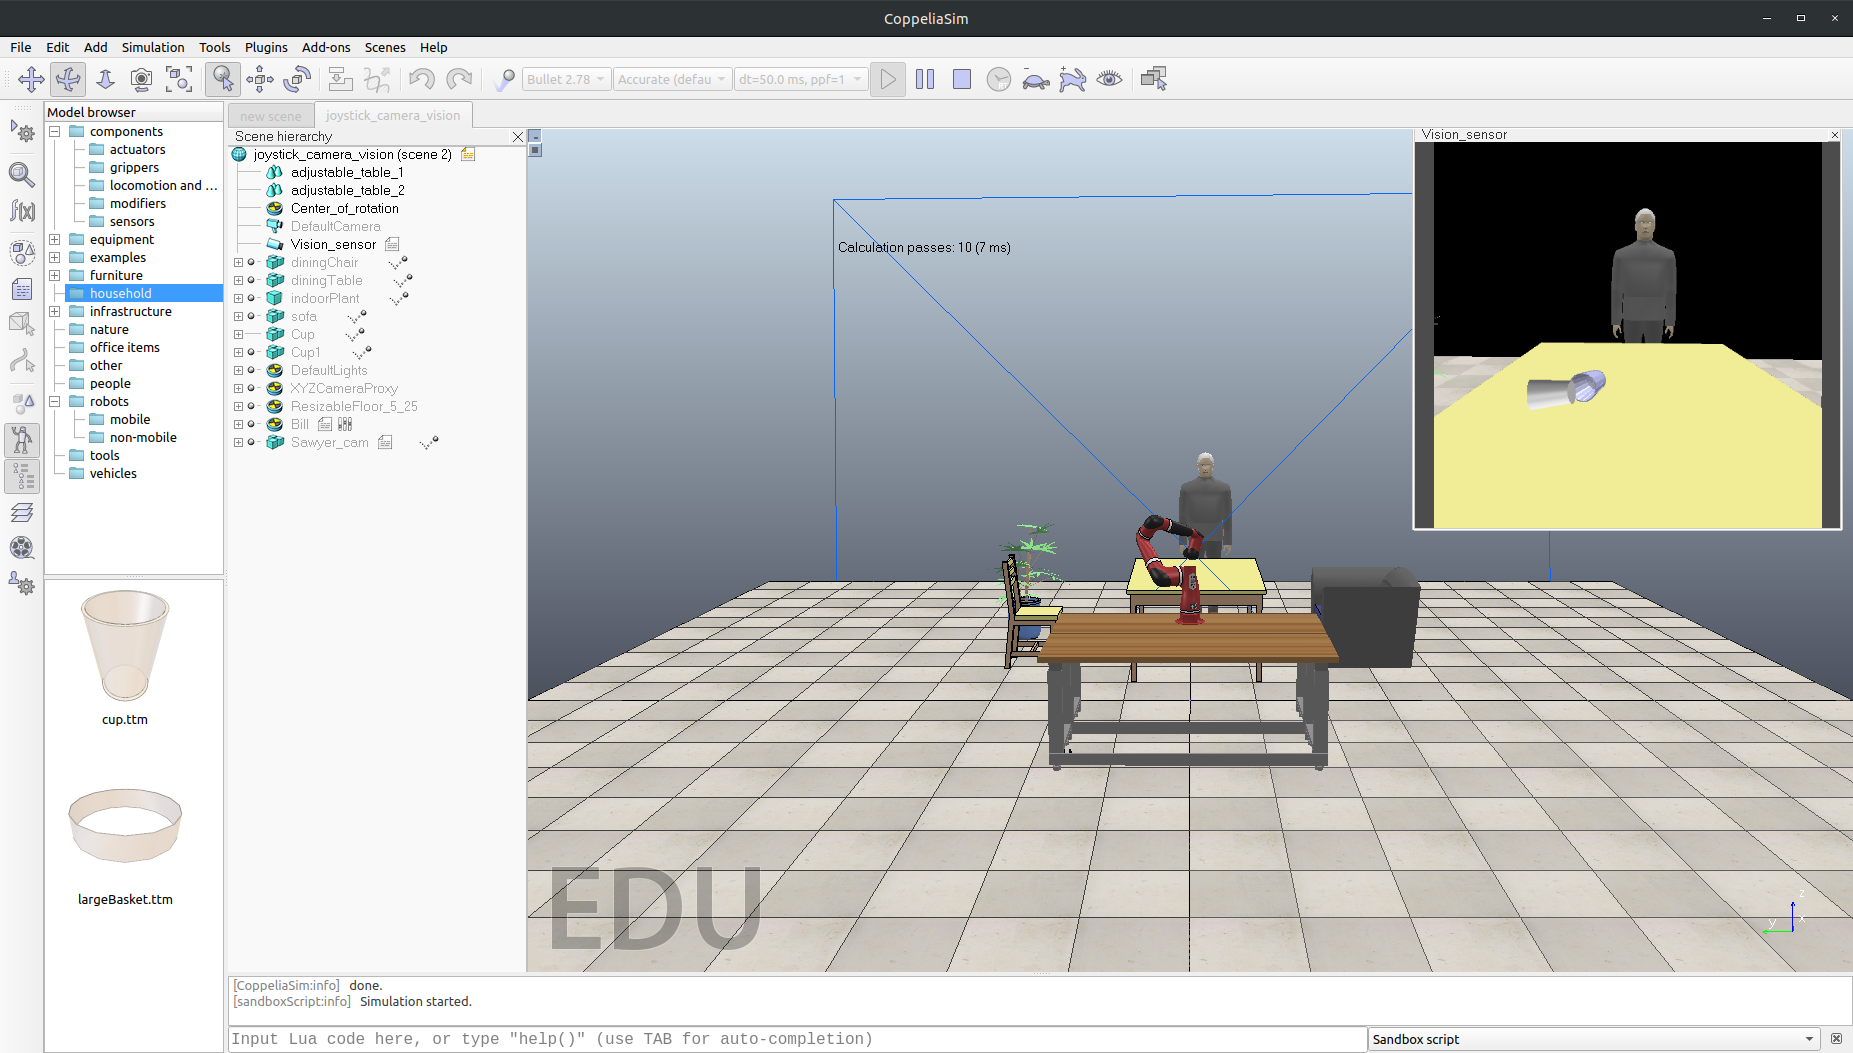 CoppeliaSim
File Edit Add Simulation Tools Plugins Add-ons Scenes Help
Bullet 2.78 Accurate (defau dt=50.0 ms, ppf=1
Model browser
components
actuators
grippers
locomotion and ...
modifiers
sensors
equipment
examples
furniture
household
infrastructure
nature
office items
other
people
robots
mobile
non-mobile
tools
vehicles
cup.ttm
largeBasket.ttm
new scene joystick_camera_vision
Scene hierarchy
joystick_camera_vision (scene 2)
adjustable_table_1
adjustable_table_2
Center_of_rotation
DefaultCamera
Vision_sensor
diningChair
diningTable
indoorPlant
sofa
Cup
Cup1
DefaultLights
XYZCameraProxy
ResizableFloor_5_25
Bill
Sawyer_cam
Calculation passes: 10 (7 ms)
Vision_sensor
EDU
z
y
x
[CoppeliaSim:info] done.
[sandboxScript:info] Simulation started.
Input Lua code here, or type "help()" (use TAB for auto-completion)
Sandbox script